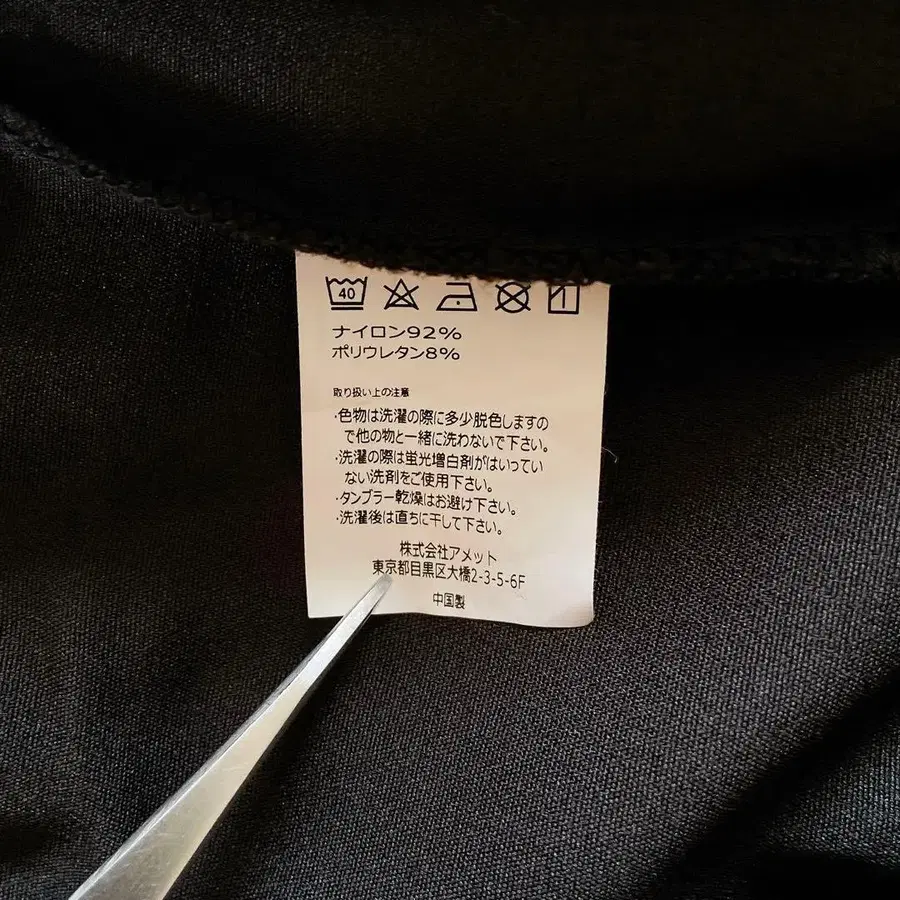 40
ナイロン92%
ポリウレタン8%
取り扱い上の注意
・色物は洗濯の際に多少脱色しますの
で他の物と一緒に洗わないで下さい。
・洗濯の際は蛍光増白剤がはいってい
ない洗剤をご使用下さい。
・タンブラー乾燥はお避け下さい。
・洗濯後は直ちに干して下さい。
株式会社アメット
東京都目黒区大橋2-3-5-6F
中国製